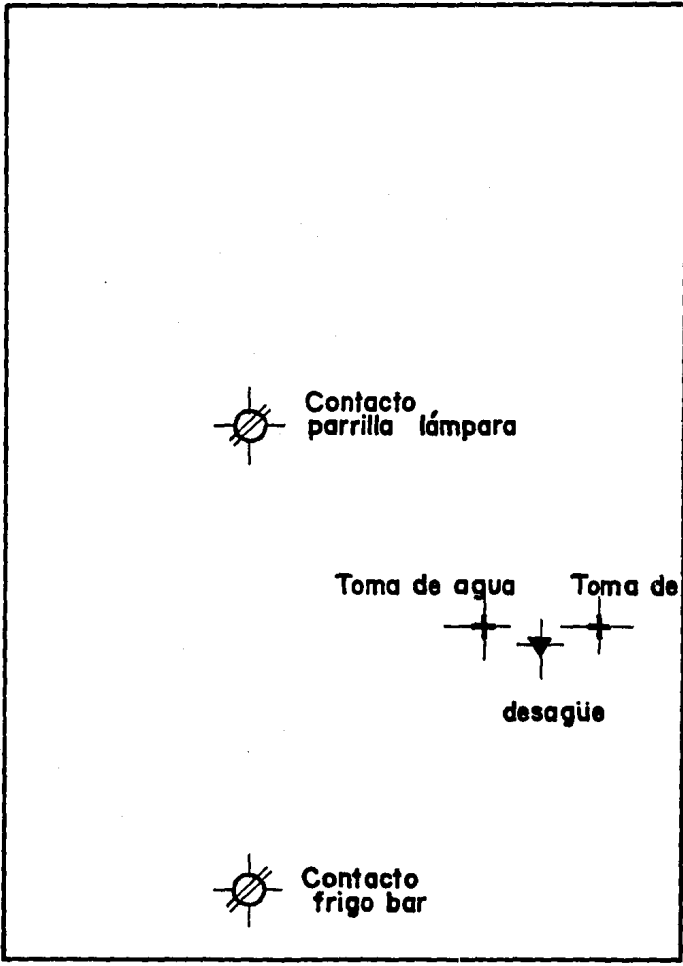 Contacto
parrilla lámpara
Toma de agua
Toma de
desagüe
Contacto
frigo bar